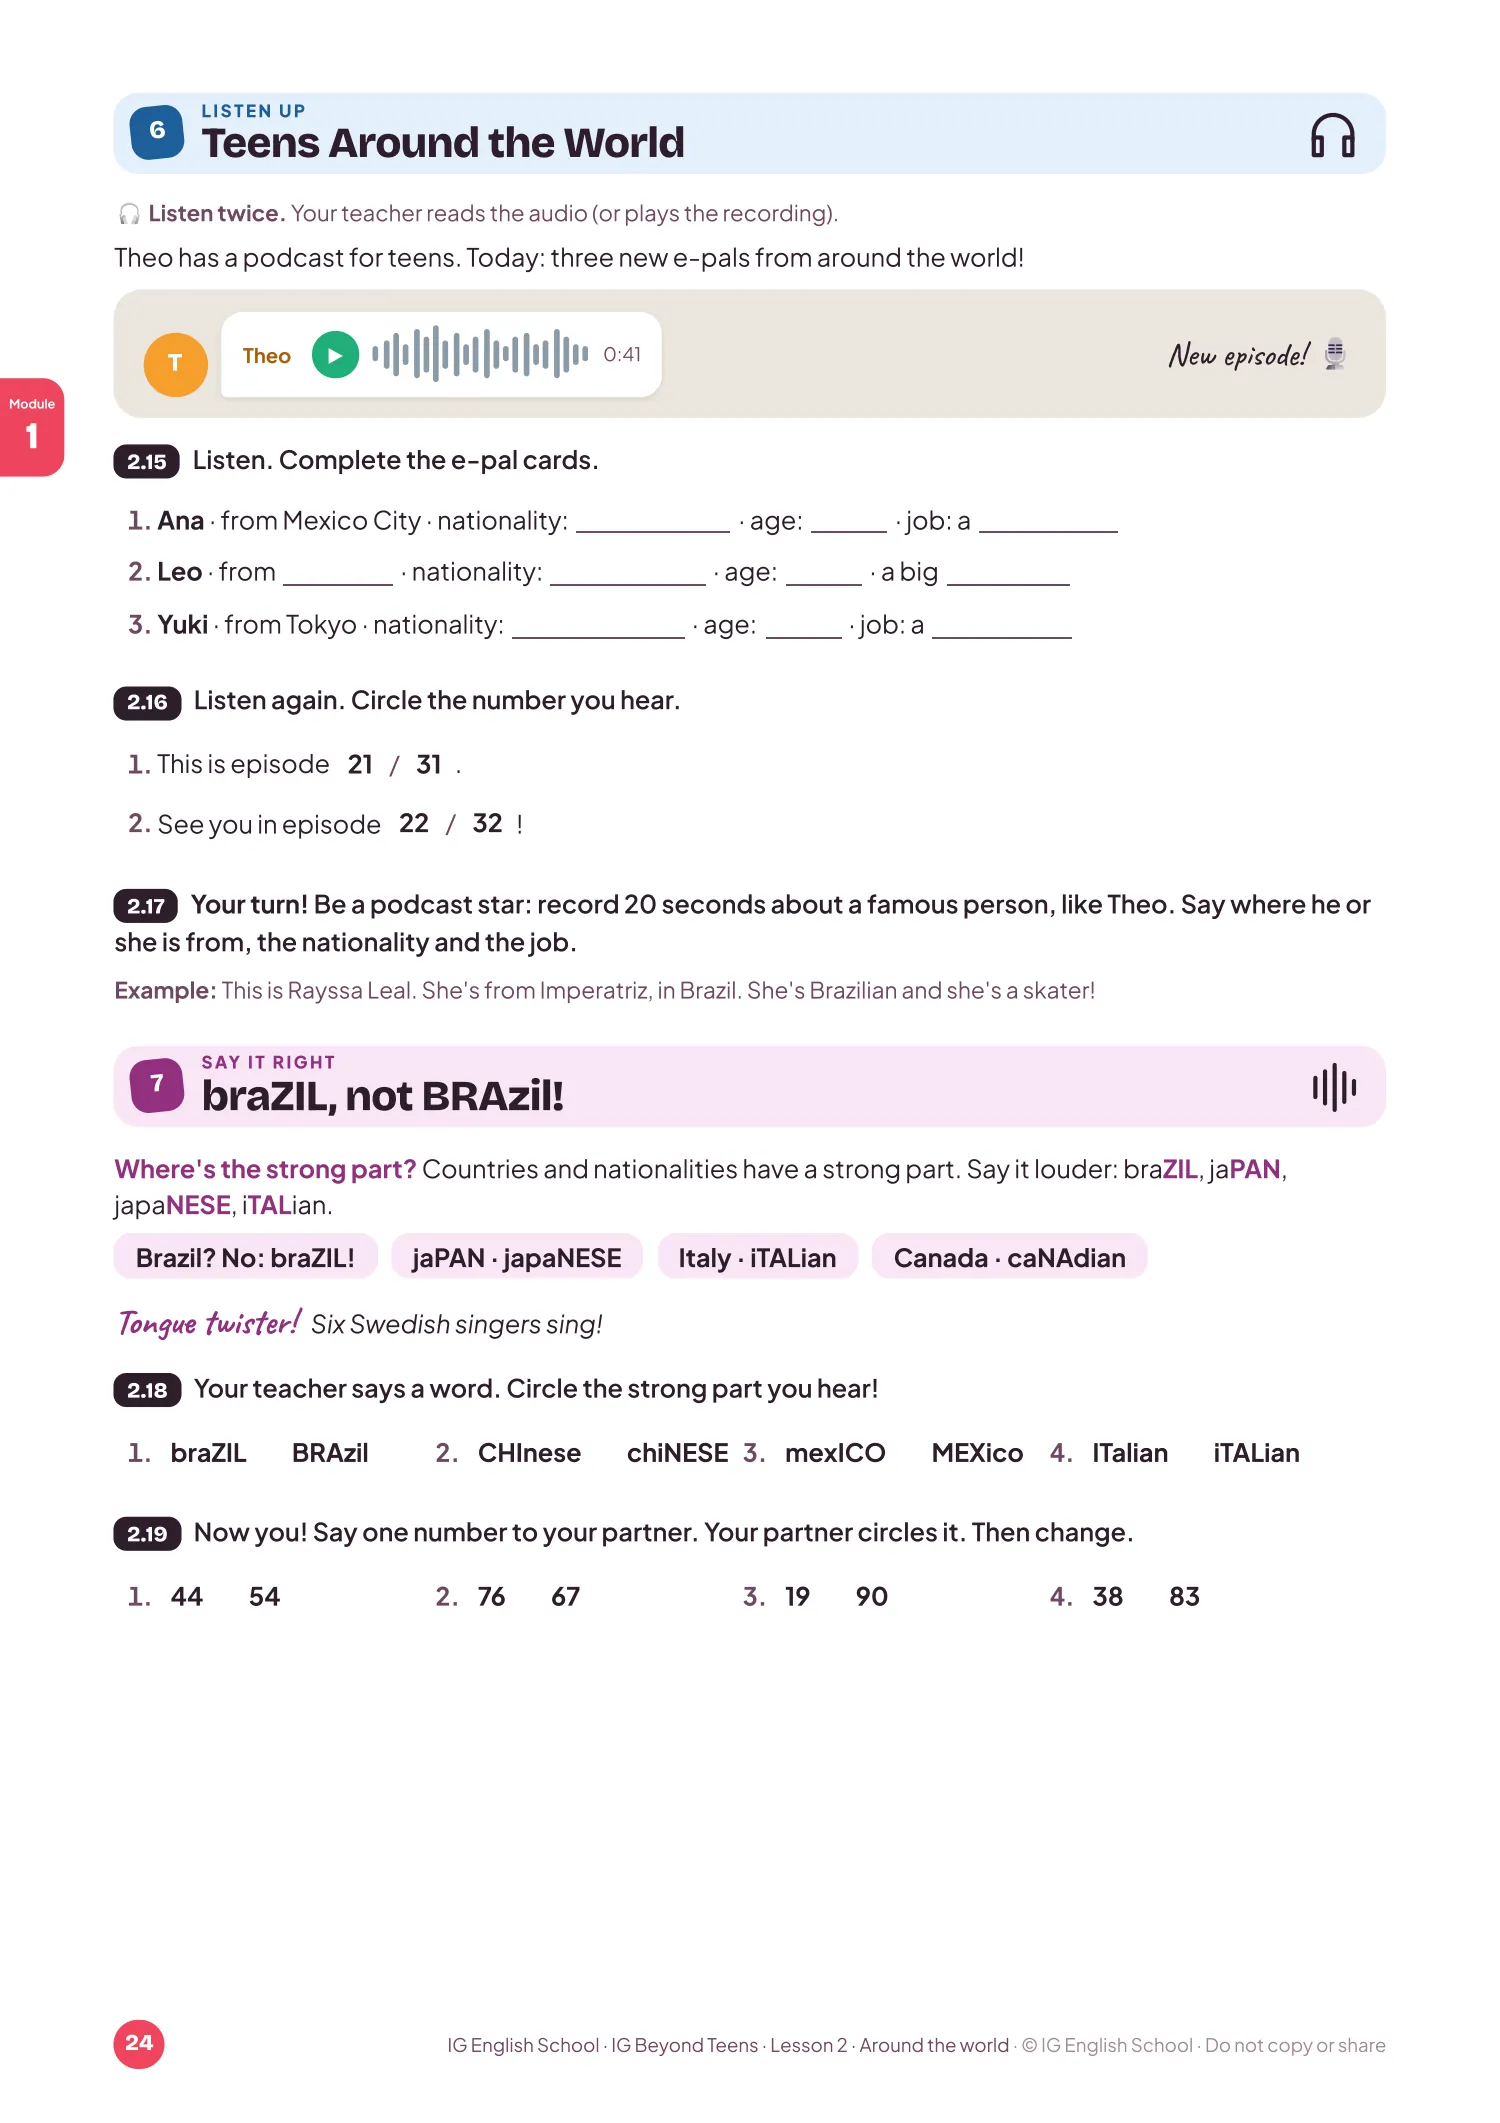 6
LISTEN UP
Teens Around the World
Listen twice. Your teacher reads the audio (or plays the recording).
Theo has a podcast for teens. Today: three new e-pals from around the world!
T
Theo
0:41
New episode!
Module
1
2.15 Listen. Complete the e-pal cards.
1. Ana · from Mexico City · nationality: ____ · age: ____ · job: a ____
2. Leo · from ____ · nationality: ____ · age: ____ · a big ____
3. Yuki · from Tokyo · nationality: ____ · age: ____ · job: a ____
2.16 Listen again. Circle the number you hear.
1. This is episode 21 / 31 .
2. See you in episode 22 / 32 !
2.17 Your turn! Be a podcast star: record 20 seconds about a famous person, like Theo. Say where he or
she is from, the nationality and the job.
Example: This is Rayssa Leal. She's from Imperatriz, in Brazil. She's Brazilian and she's a skater!
7
SAY IT RIGHT
braZIL, not BRAzil!
Where's the strong part? Countries and nationalities have a strong part. Say it louder: braZIL, jaPAN,
japaNESE, iTALian.
Brazil? No: braZIL! jaPAN · japaNESE Italy · iTALian Canada · caNAdian
Tongue twister! Six Swedish singers sing!
2.18 Your teacher says a word. Circle the strong part you hear!
1. braZIL BRAzil 2. CHInese chiNESE 3. mexICO MEXico 4. ITalian iTALian
2.19 Now you! Say one number to your partner. Your partner circles it. Then change.
1. 44 54 2. 76 67 3. 19 90 4. 38 83
24
IG English School · IG Beyond Teens · Lesson 2 · Around the world · © IG English School · Do not copy or share